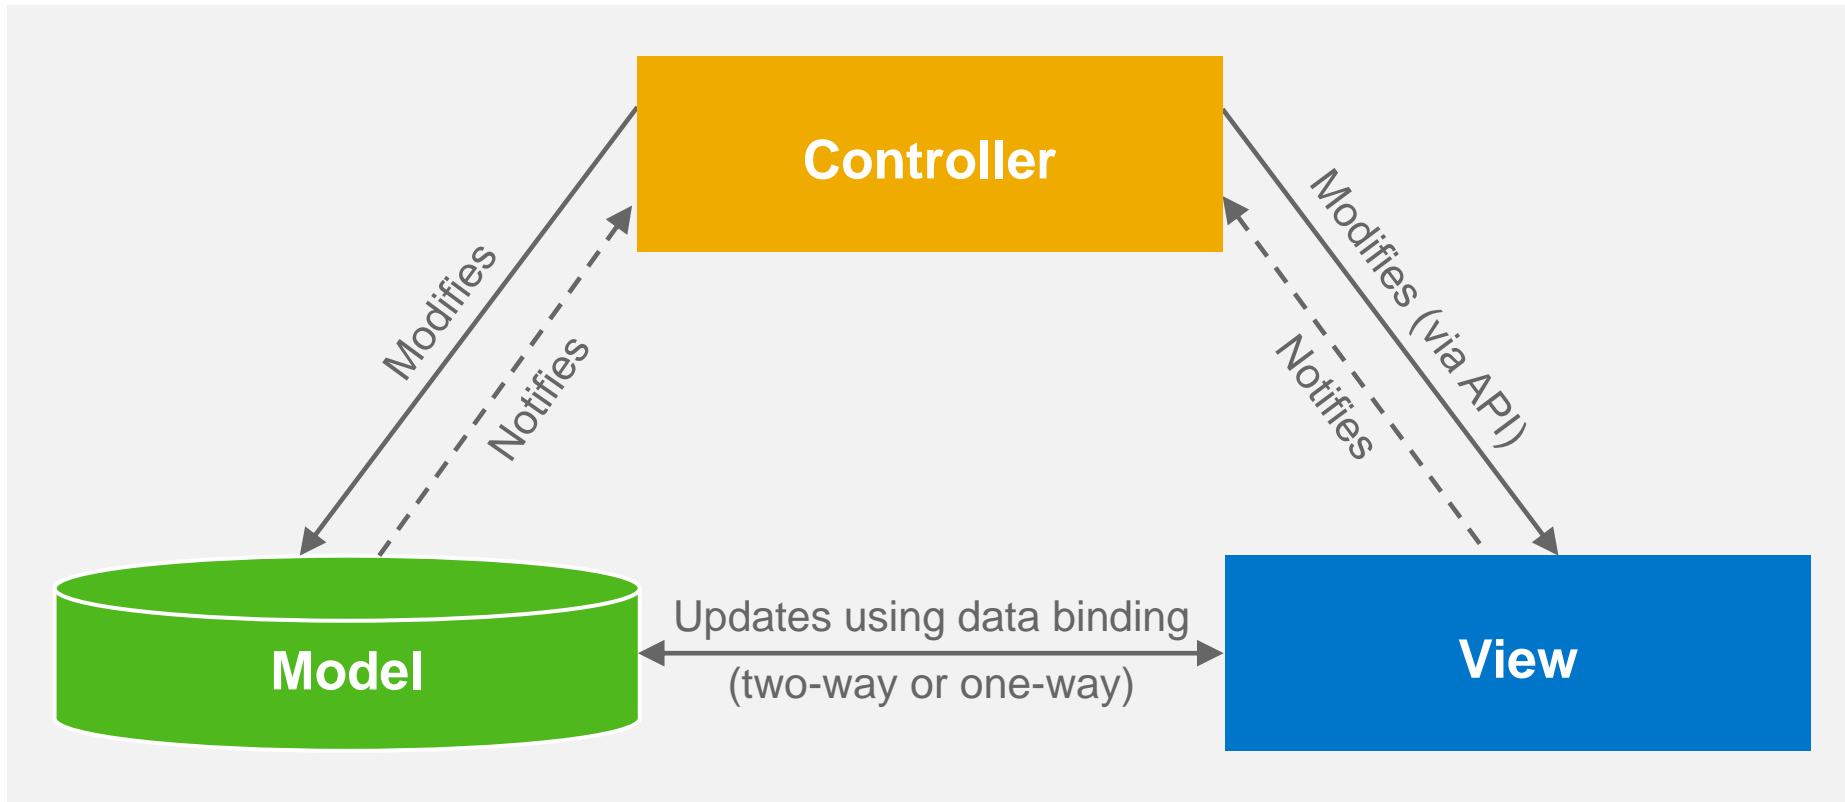 Controller
Modifies
Notifies
Modifies (via API)
Notifies
Updates using data binding
(two-way or one-way)
Model
View